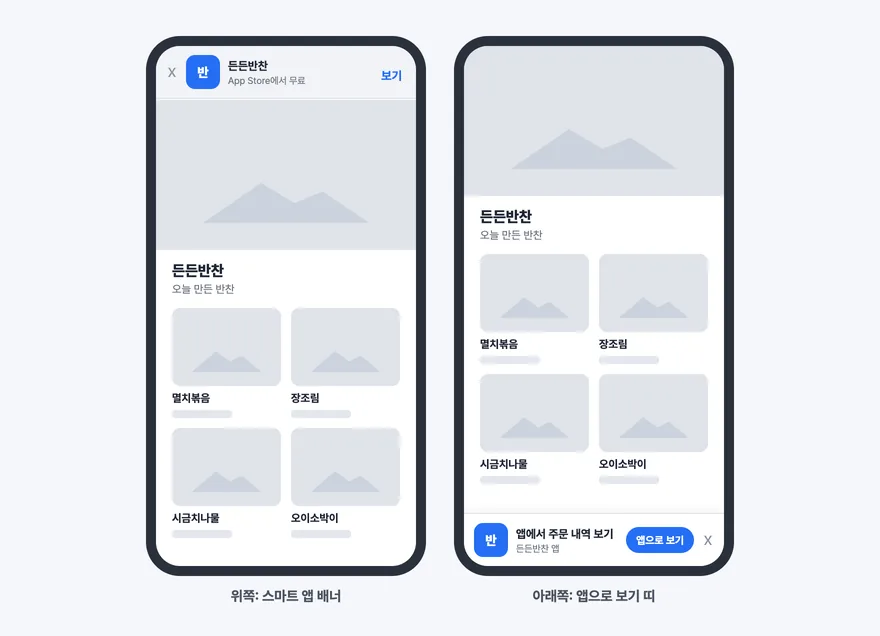 X
반
든든반찬
App Store에서 무료
보기
든든반찬
오늘 만든 반찬
멸치볶음
장조림
시금치나물
오이소박이
위쪽: 스마트 앱 배너
든든반찬
오늘 만든 반찬
멸치볶음
장조림
시금치나물
오이소박이
반
앱에서 주문 내역 보기
든든반찬 앱
앱으로 보기
X
아래쪽: 앱으로 보기 띠